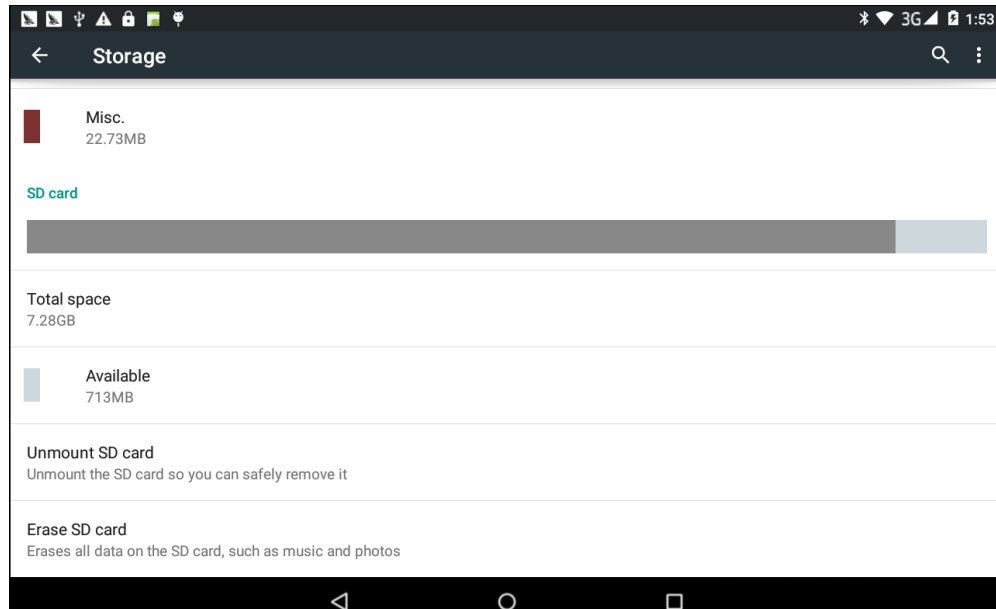 3G 1:53
Storage
Misc.
22.73MB
SD card
Total space
7.28GB
Available
713MB
Unmount SD card
Unmount the SD card so you can safely remove it
Erase SD card
Erases all data on the SD card, such as music and photos